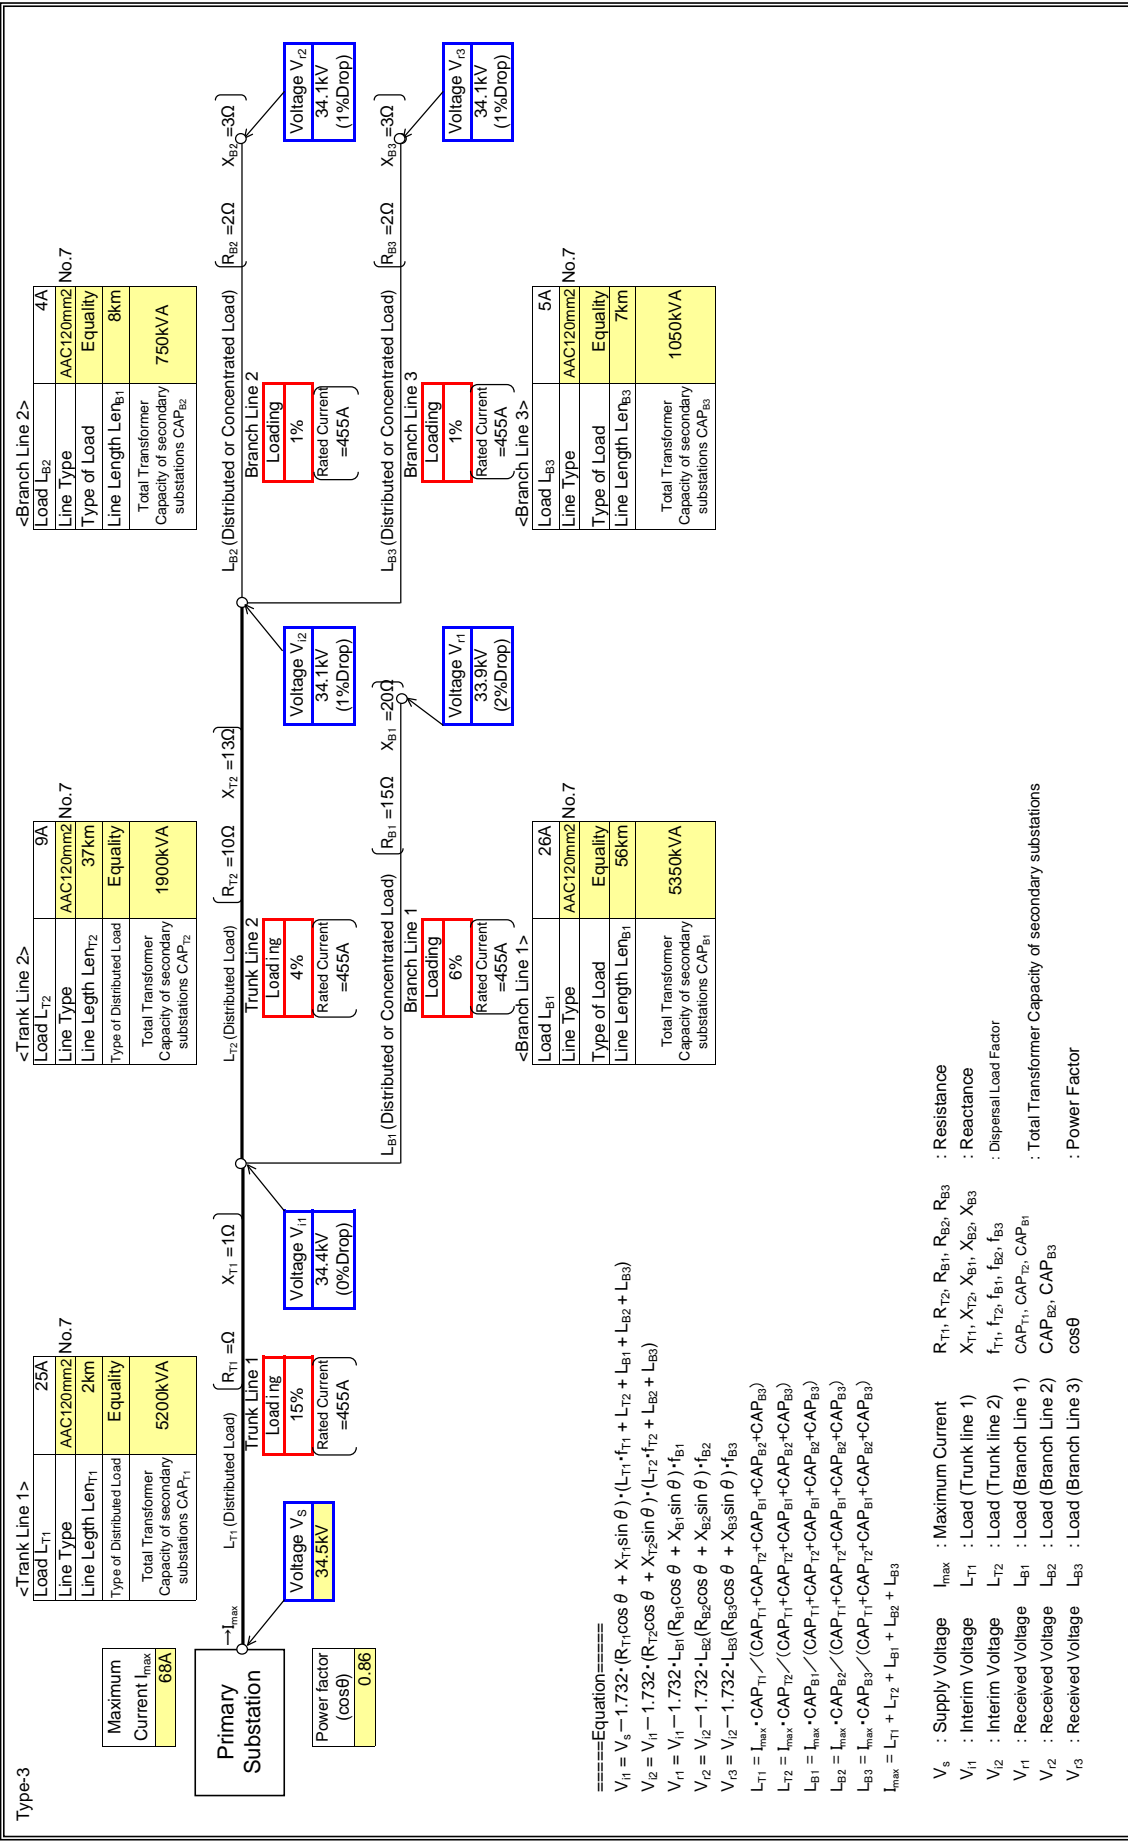 Type-3
Maximum
Current Imax
68A
Primary
Substation
Power factor
(cosθ)
0.86
→Imax
Voltage VS
34.5kV
<Trank Line 1>
Load LT1 25A
Line Type AAC120mm2 No.7
Line Legth LenT1 2km
Type of Distributed Load Equality
Total Transformer
Capacity of secondary
substations CAPT1
5200kVA
LT1 (Distributed Load) RT1 =Ω XT1 =1Ω
Trunk Line 1
Loading
15%
Rated Current
=455A
Voltage Vi1
34.4kV
(0%Drop)
<Trank Line 2>
Load LT2 9A
Line Type AAC120mm2 No.7
Line Legth LenT2 37km
Type of Distributed Load Equality
Total Transformer
Capacity of secondary
substations CAPT2
1900kVA
LT2 (Distributed Load) RT2 =10Ω XT2 =13Ω
Trunk Line 2
Loading
4%
Rated Current
=455A
Voltage Vi2
34.1kV
(1%Drop)
LB1 (Distributed or Concentrated Load) RB1 =15Ω XB1 =20Ω
Branch Line 1
Loading
6%
Rated Current
=455A
Voltage Vr1
33.9kV
(2%Drop)
<Branch Line 1>
Load LB1 26A
Line Type AAC120mm2 No.7
Type of Load Equality
Line Length LenB1 56km
Total Transformer
Capacity of secondary
substations CAPB1
5350kVA
<Branch Line 2>
Load LB2 4A
Line Type AAC120mm2 No.7
Type of Load Equality
Line Length LenB1 8km
Total Transformer
Capacity of secondary
substations CAPB2
750kVA
LB2 (Distributed or Concentrated Load) RB2 =2Ω XB2 =3Ω
Branch Line 2
Loading
1%
Rated Current
=455A
Voltage Vr2
34.1kV
(1%Drop)
LB3 (Distributed or Concentrated Load) RB3 =2Ω XB3 =3Ω
Branch Line 3
Loading
1%
Rated Current
=455A
Voltage Vr3
34.1kV
(1%Drop)
<Branch Line 3>
Load LB3 5A
Line Type AAC120mm2 No.7
Type of Load Equality
Line Length LenB3 7km
Total Transformer
Capacity of secondary
substations CAPB3
1050kVA
=====Equation=====
Vi1 = Vs－1.732・(RT1cos θ + XT1sin θ)・(LT1・fT1 + LT2 + LB1 + LB2 + LB3)
Vi2 = Vi1－1.732・(RT2cos θ + XT2sin θ)・(LT2・fT2 + LB2 + LB3)
Vr1 = Vi1－1.732・LB1(RB1cos θ + XB1sin θ)・fB1
Vr2 = Vi2－1.732・LB2(RB2cos θ + XB2sin θ)・fB2
Vr3 = Vi2－1.732・LB3(RB3cos θ + XB3sin θ)・fB3
LT1 = Imax・CAPT1／(CAPT1+CAPT2+CAPB1+CAPB2+CAPB3)
LT2 = Imax・CAPT2／(CAPT1+CAPT2+CAPB1+CAPB2+CAPB3)
LB1 = Imax・CAPB1／(CAPT1+CAPT2+CAPB1+CAPB2+CAPB3)
LB2 = Imax・CAPB2／(CAPT1+CAPT2+CAPB1+CAPB2+CAPB3)
LB3 = Imax・CAPB3／(CAPT1+CAPT2+CAPB1+CAPB2+CAPB3)
Imax = LT1 + LT2 + LB1 + LB2 + LB3
Vs : Supply Voltage Imax : Maximum Current RT1, RT2, RB1, RB2, RB3 : Resistance
Vi1 : Interim Voltage LT1 : Load (Trunk line 1) XT1, XT2, XB1, XB2, XB3 : Reactance
Vi2 : Interim Voltage LT2 : Load (Trunk line 2) fT1, fT2, fB1, fB2, fB3 : Dispersal Load Factor
Vr1 : Received Voltage LB1 : Load (Branch Line 1) CAPT1, CAPT2, CAPB1
Vr2 : Received Voltage LB2 : Load (Branch Line 2) CAPB2, CAPB3 : Total Transformer Capacity of secondary substations
Vr3 : Received Voltage LB3 : Load (Branch Line 3) cosθ : Power Factor